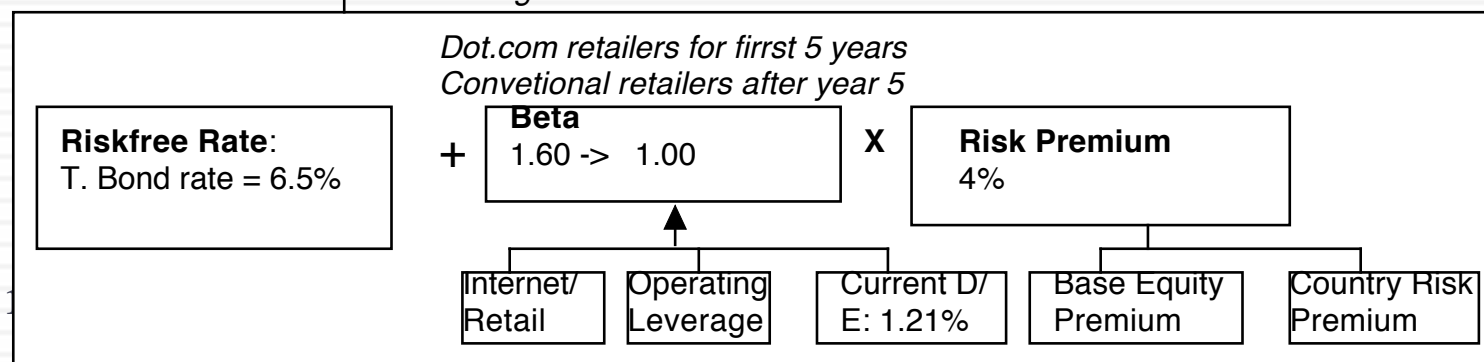 Dot.com retailers for firrst 5 years
Convetional retailers after year 5
Riskfree Rate:
T. Bond rate = 6.5%
+
Beta
1.60 -> 1.00
X
Risk Premium
4%
Internet/
Retail
Operating
Leverage
Current D/
E: 1.21%
Base Equity
Premium
Country Risk
Premium